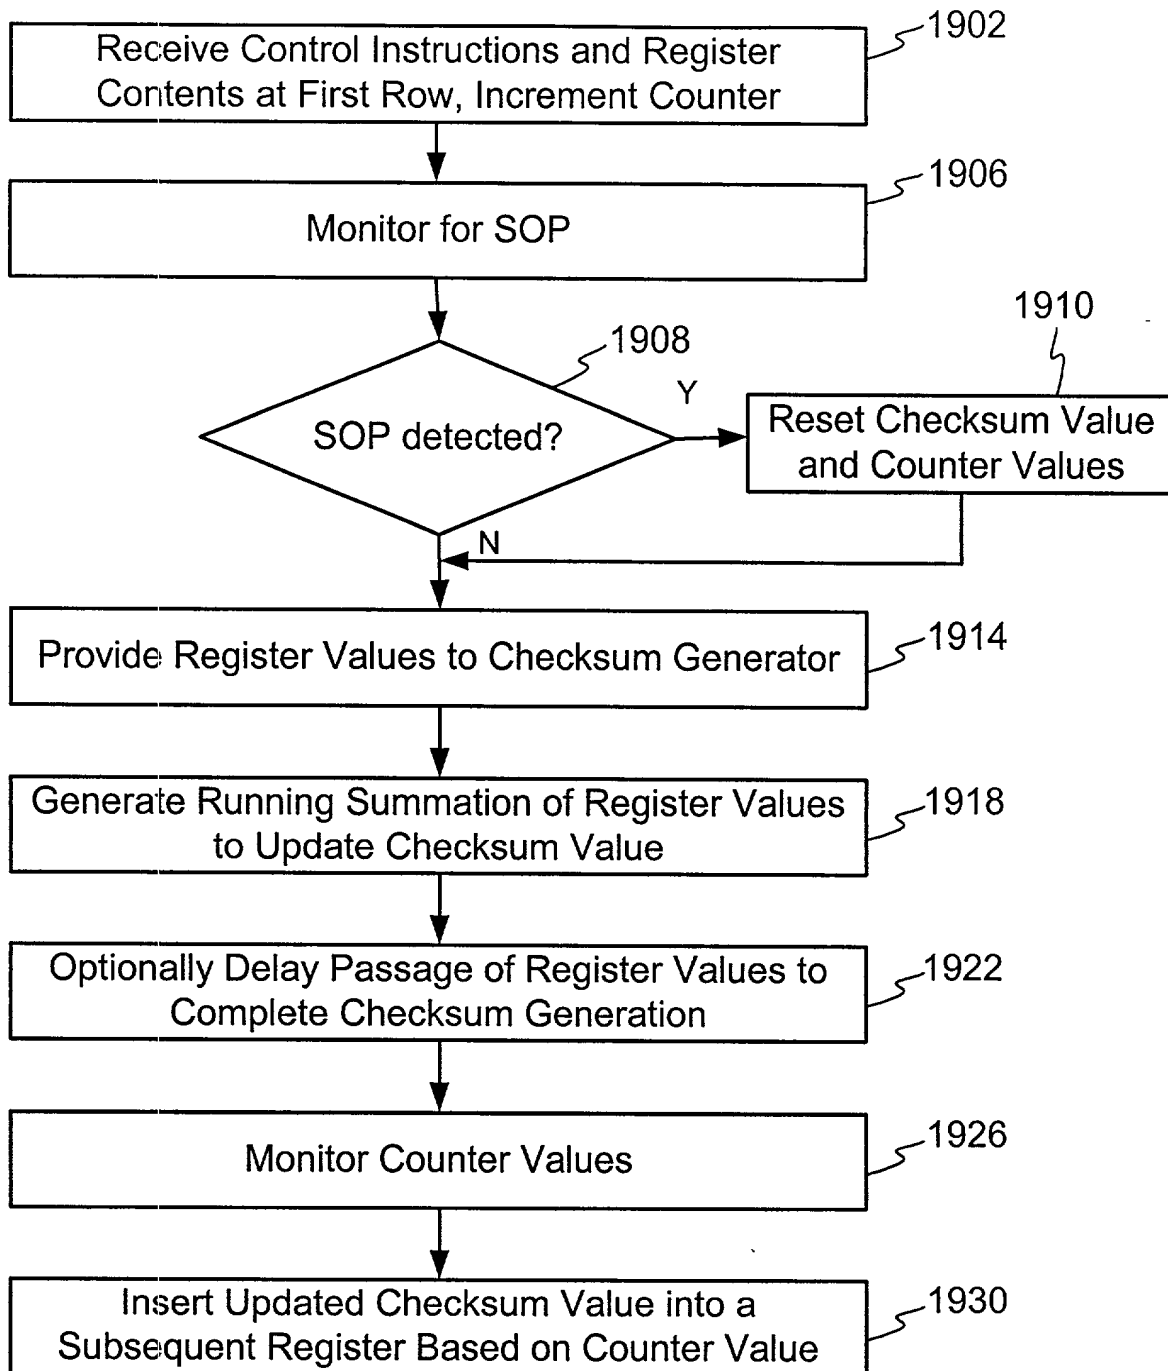 1902
Receive Control Instructions and Register
Contents at First Row, Increment Counter
1906
Monitor for SOP
1910
1908
Y
SOP detected?
Reset Checksum Value
and Counter Values
N
1914
Provide Register Values to Checksum Generator
Generate Running Summation of Register Values
1918
to Update Checksum Value
Optionally Delay Passage of Register Values to
1922
Complete Checksum Generation
1926
Monitor Counter Values
1930
Insert Updated Checksum Value into a
Subsequent Register Based on Counter Value